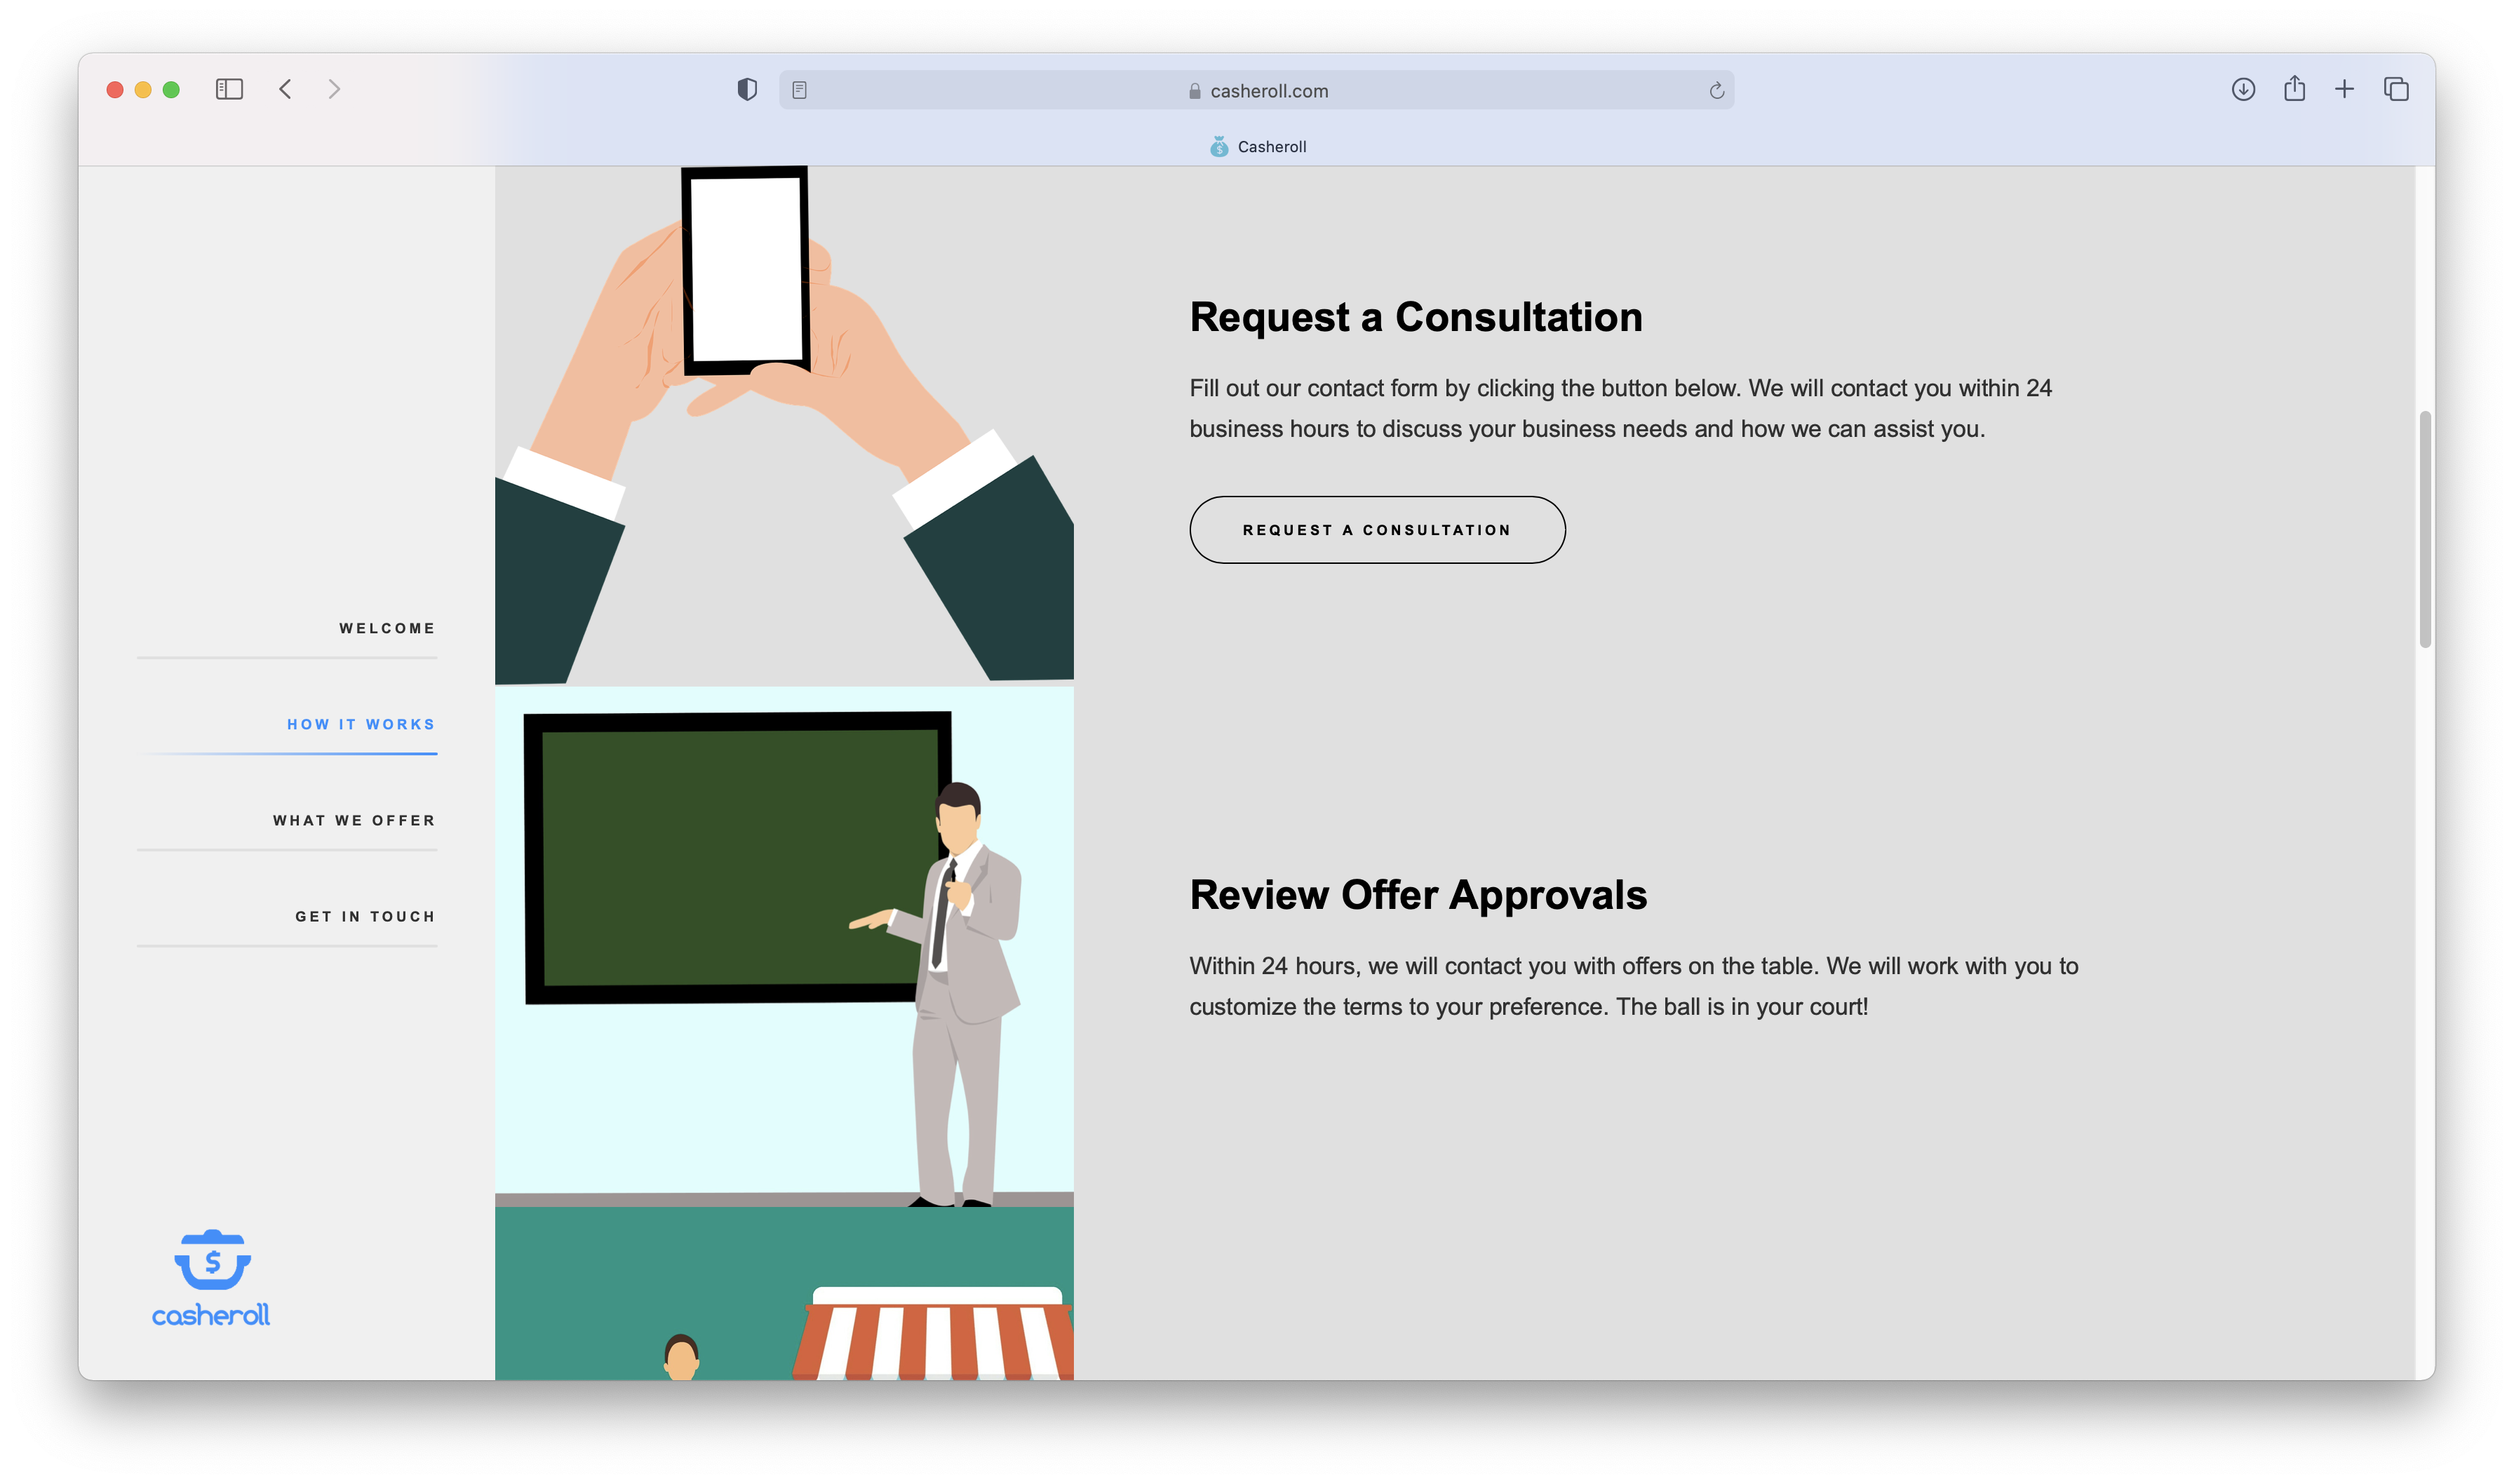 casheroll.com
$ Casheroll
Request a Consultation
Fill out our contact form by clicking the button below. We will contact you within 24
business hours to discuss your business needs and how we can assist you.
REQUEST A CONSULTATION
WELCOME
HOW IT WORKS
WHAT WE OFFER
GET IN TOUCH
Review Offer Approvals
Within 24 hours, we will contact you with offers on the table. We will work with you to
customize the terms to your preference. The ball is in your court!
$
casheroll